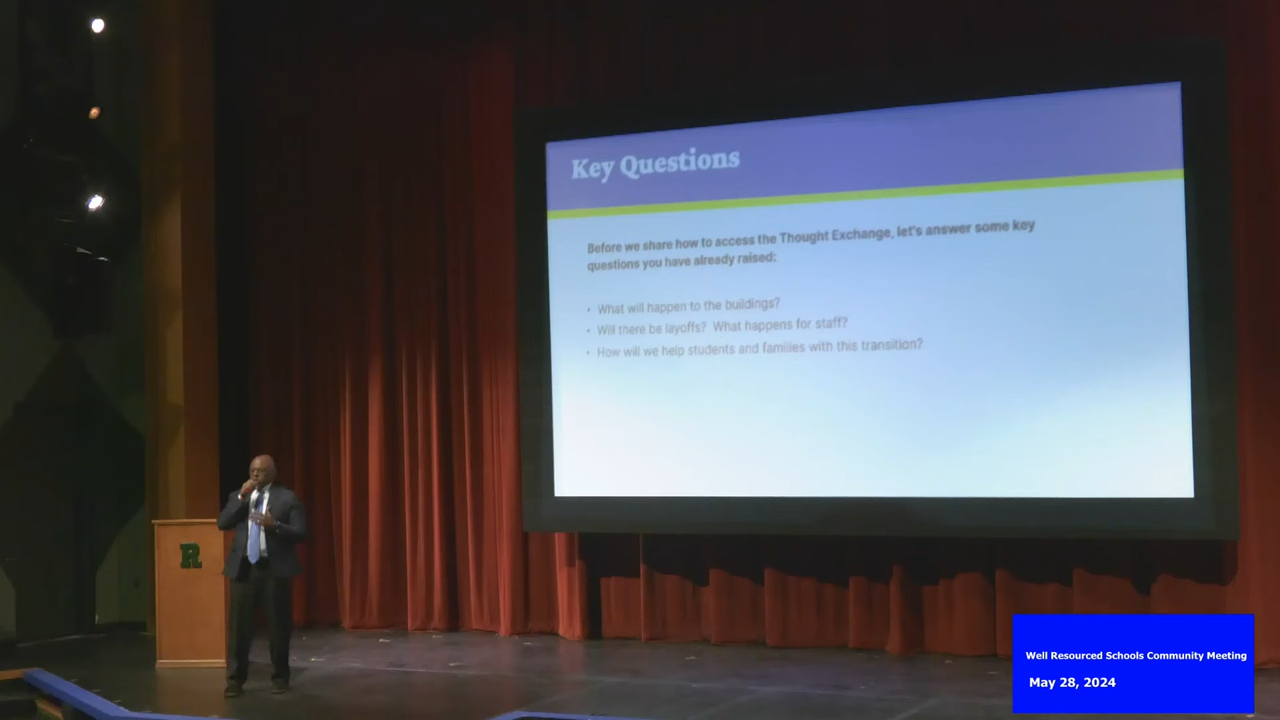 Key Questions
Before we share how to access the Thought Exchange, let's answer some key
questions you have already raised:
• What will happen to the buildings?
• Will there be layoffs? What happens for staff?
• How will we help students and families with this transition?
R
Well Resourced Schools Community Meeting
May 28, 2024